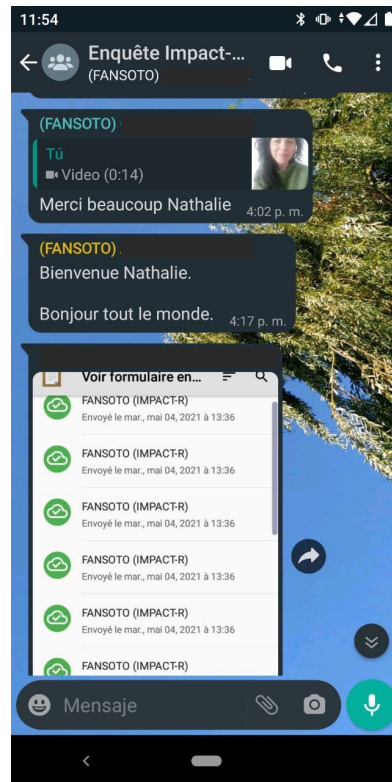 11:54
Enquête Impact-...
(FANSOTO)
(FANSOTO)
Tú
Video (0:14)
Merci beaucoup Nathalie
4:02 p. m.
(FANSOTO)
Bienvenue Nathalie.
Bonjour tout le monde.
4:17 p. m.
Voir formulaire en...
FANSOTO (IMPACT-R)
Envoyé le mar., mai 04, 2021 à 13:36
FANSOTO (IMPACT-R)
Envoyé le mar., mai 04, 2021 à 13:36
FANSOTO (IMPACT-R)
Envoyé le mar., mai 04, 2021 à 13:36
FANSOTO (IMPACT-R)
Envoyé le mar., mai 04, 2021 à 13:36
FANSOTO (IMPACT-R)
Envoyé le mar., mai 04, 2021 à 13:36
FANSOTO (IMPACT-R)
Mensaje